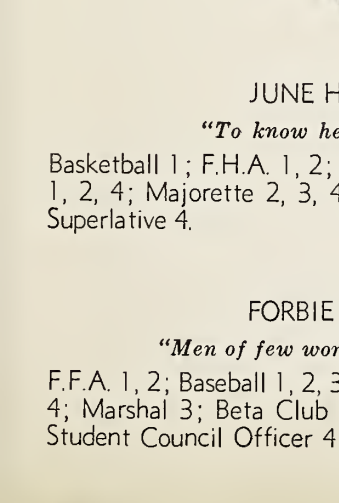 JUNE H
"To know he
Basketball 1; F.H.A. 1, 2;
1, 2, 4; Majorette 2, 3, 4
Superlative 4.
FORBIE
"Men of few wor
F.F.A. 1, 2; Baseball 1, 2, 3
4; Marshal 3; Beta Club
Student Council Officer 4